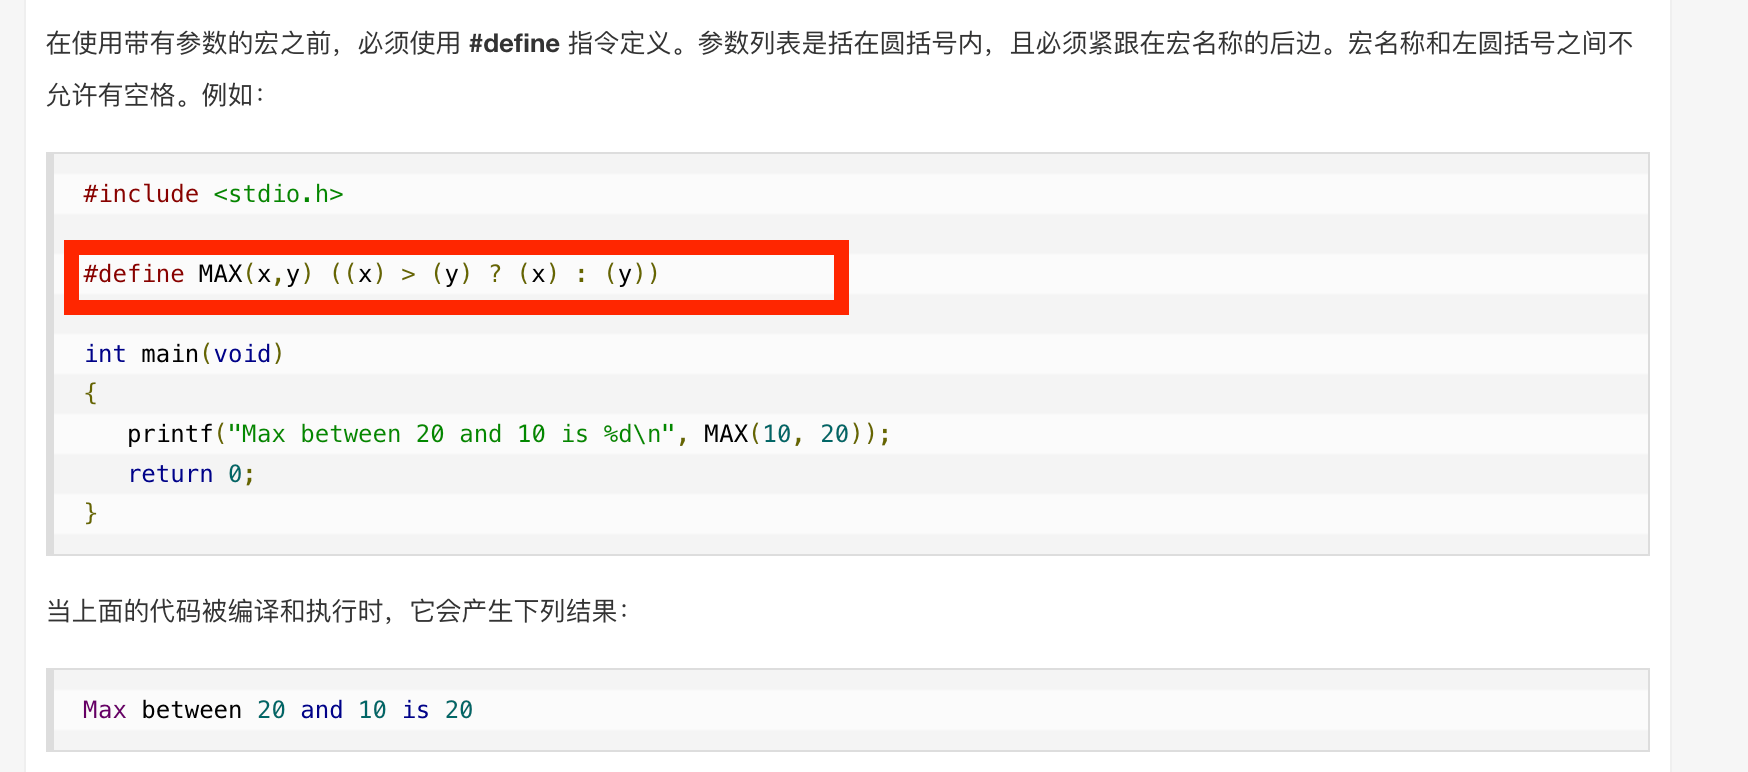 在使用带有参数的宏之前，必须使用 #define 指令定义。参数列表是括在圆括号内，且必须紧跟在宏名称的后边。宏名称和左圆括号之间不
允许有空格。例如：
#include <stdio.h>
#define MAX(x,y) ((x) > (y) ? (x) : (y))
int main(void)
{
   printf("Max between 20 and 10 is %d\n", MAX(10, 20));
   return 0;
}
当上面的代码被编译和执行时，它会产生下列结果：
Max between 20 and 10 is 20